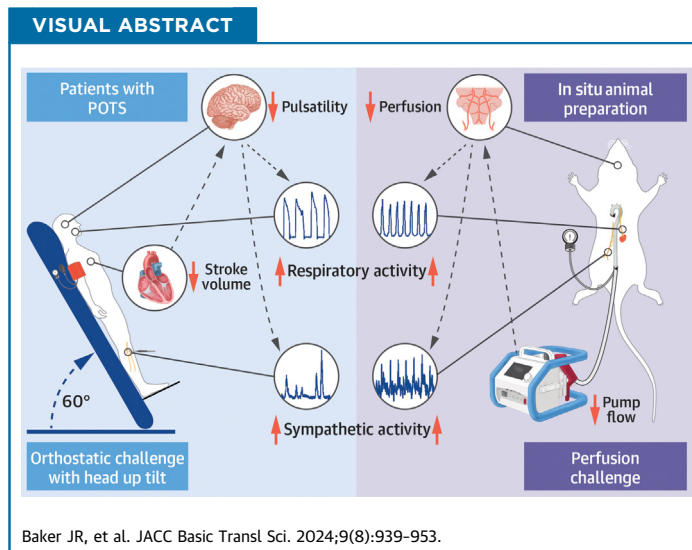 VISUAL ABSTRACT
Patients with
POTS
Pulsatility
Perfusion
In situ animal
preparation
Stroke
volume
Respiratory activity
60°
Sympathetic activity
Pump
flow
Orthostatic challenge
with head up tilt
Perfusion
challenge
Baker JR, et al. JACC Basic Transl Sci. 2024;9(8):939-953.